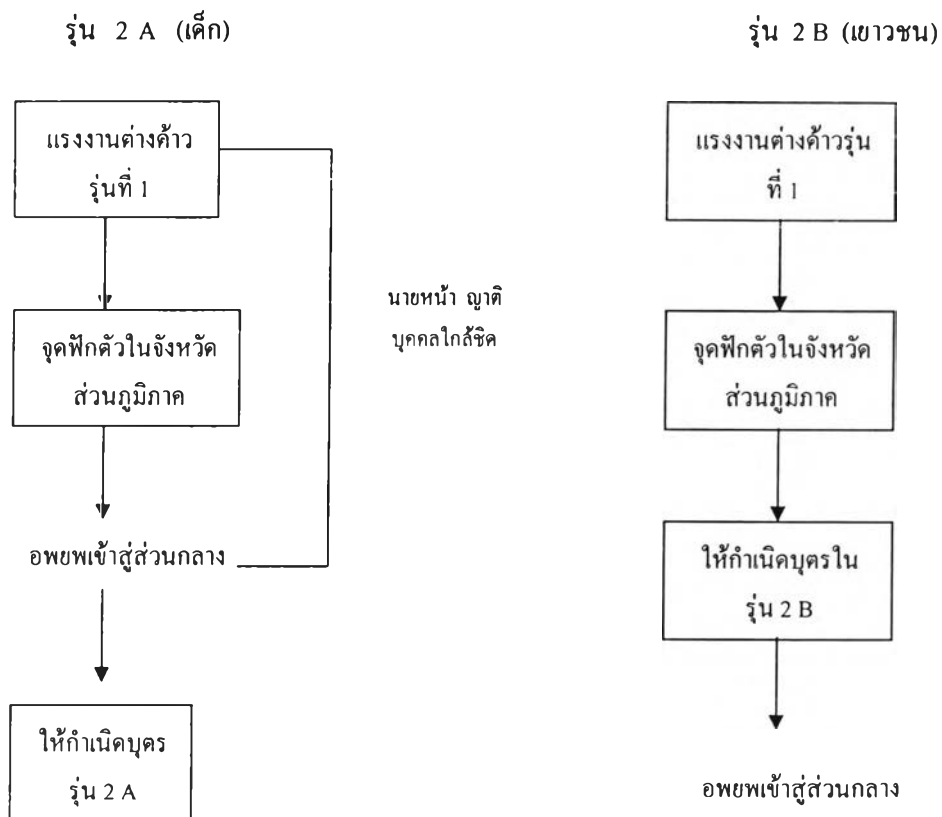 รุ่น 2 A (เด็ก)
แรงงานต่างค้าว
รุ่นที่ 1
จุดฟักตัวในจังหวัด
ส่วนภูมิภาค
อพยพเข้าสู่ส่วนกลาง
ให้กำเนิดบุตร
รุ่น 2 A
นายหน้า ญาติ
บุคคลใกล้ชิด
รุ่น 2 B (เยาวชน)
แรงงานต่างค้าวรุ่น
ที่ 1
จุดฟักตัวในจังหวัด
ส่วนภูมิภาค
ให้กำเนิดบุตรใน
รุ่น 2 B
อพยพเข้าสู่ส่วนกลาง